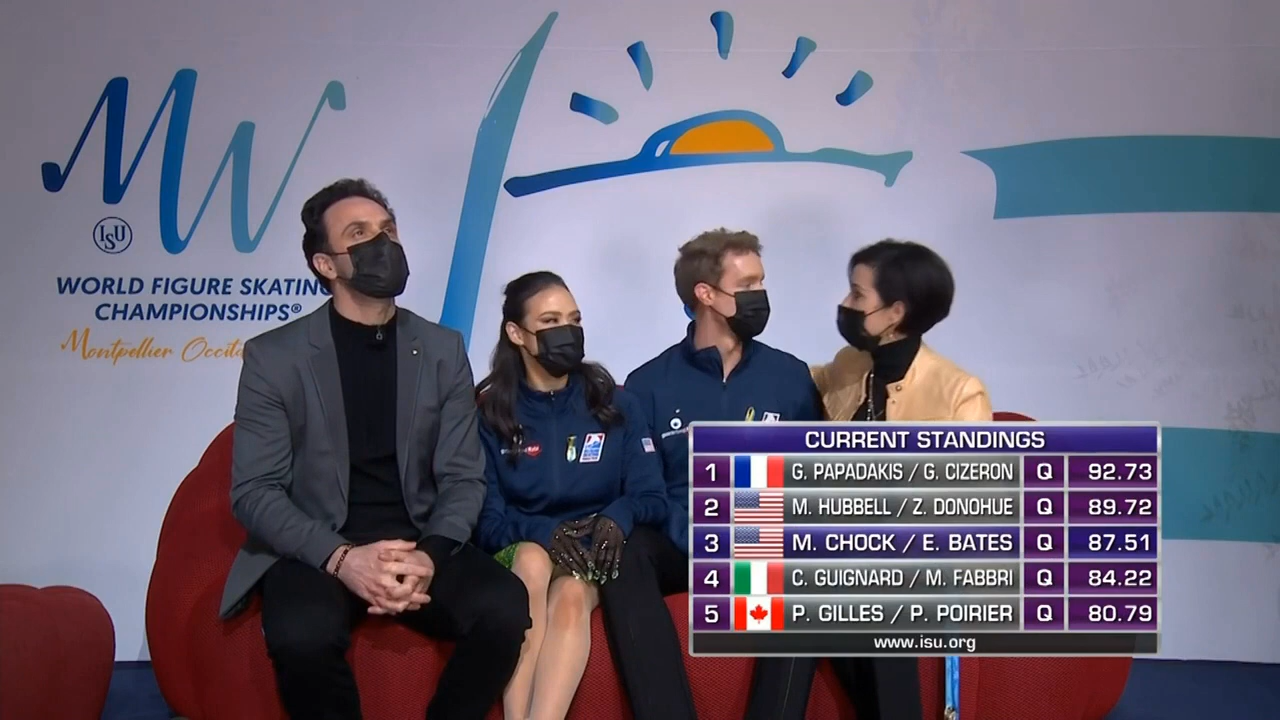 MW
ISU
WORLD FIGURE SKATING
CHAMPIONSHIPS®
Montpellier Occita
CURRENT STANDINGS
1 G. PAPADAKIS / G. CIZERON Q 92.73
2 M. HUBBELL / Z. DONOHUE Q 89.72
3 M. CHOCK / E. BATES Q 87.51
4 C. GUIGNARD / M. FABBRI Q 84.22
5 P. GILLES / P. POIRIER Q 80.79
www.isu.org